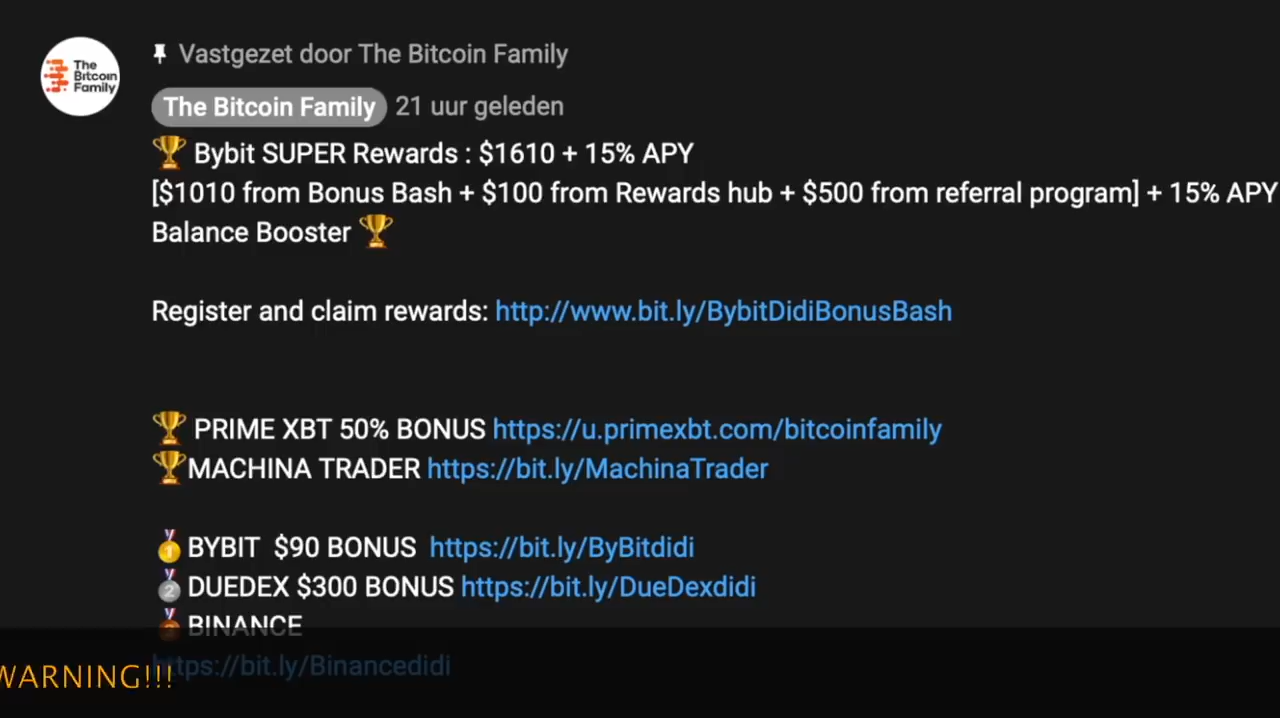 The
Bitcoin
Family
Vastgezet door The Bitcoin Family
The Bitcoin Family 21 uur geleden
🏆 Bybit SUPER Rewards : $1610 + 15% APY
[$1010 from Bonus Bash + $100 from Rewards hub + $500 from referral program] + 15% APY
Balance Booster 🏆
Register and claim rewards: http://www.bit.ly/BybitDidiBonusBash
🏆 PRIME XBT 50% BONUS https://u.primexbt.com/bitcoinfamily
🏆MACHINA TRADER https://bit.ly/MachinaTrader
🥇BYBIT $90 BONUS https://bit.ly/ByBitdidi
🥈DUEDEX $300 BONUS https://bit.ly/DueDexdidi
🥉BINANCE
https://bit.ly/Binancedidi
WARNING!!!